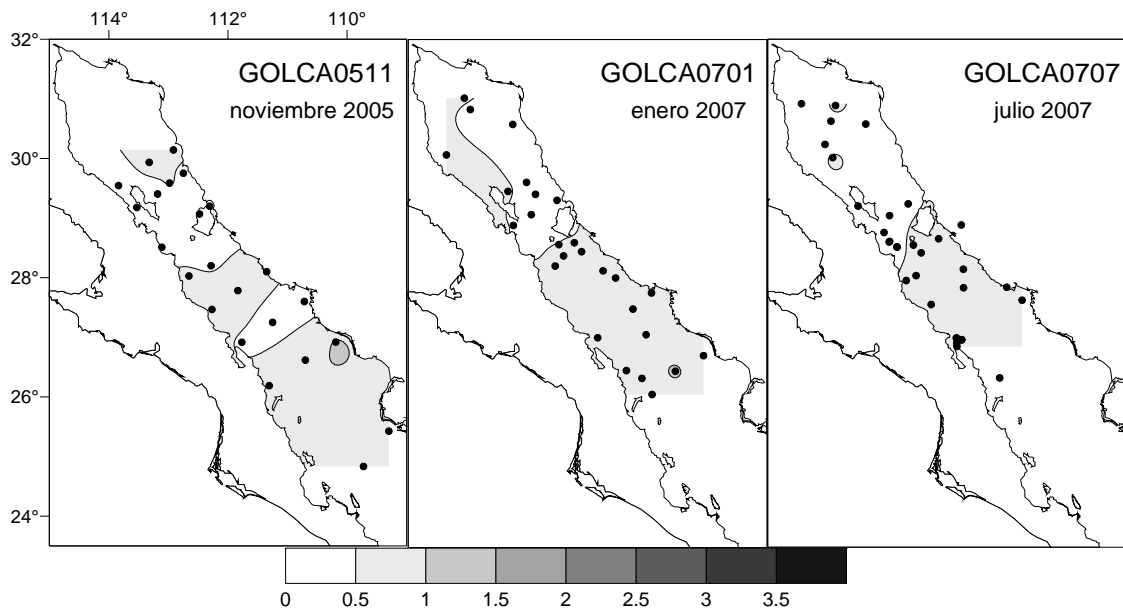 114° 112° 110°
32°
30°
28°
26°
24°
GOLCA0511
noviembre 2005
GOLCA0701
enero 2007
GOLCA0707
julio 2007
0 0.5 1 1.5 2 2.5 3 3.5